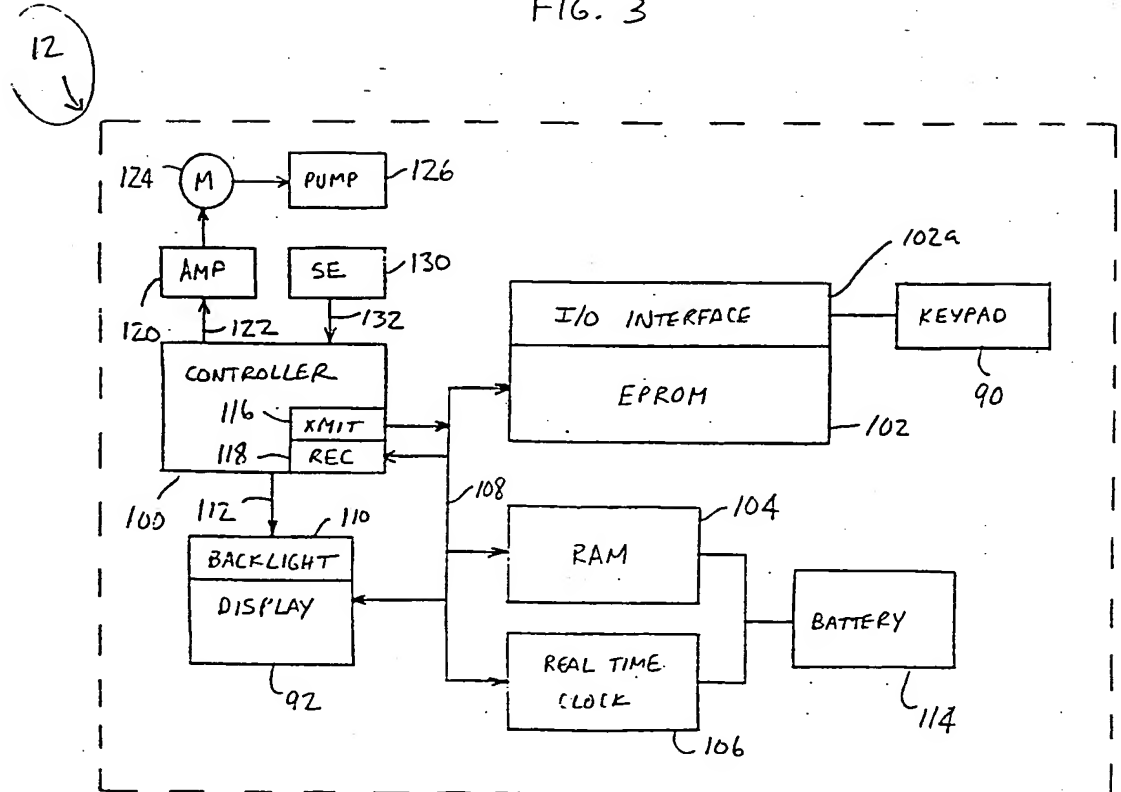 FIG. 3
12
124
M
PUMP
126
AMP
SE
130
120
122
132
102a
I/O INTERFACE
KEYPAD
90
CONTROLLER
EPROM
102
116
XMIT
118
REC
108
100
112
110
104
BACKLIGHT
RAM
DISPLAY
BATTERY
REAL TIME
CLOCK
92
114
106